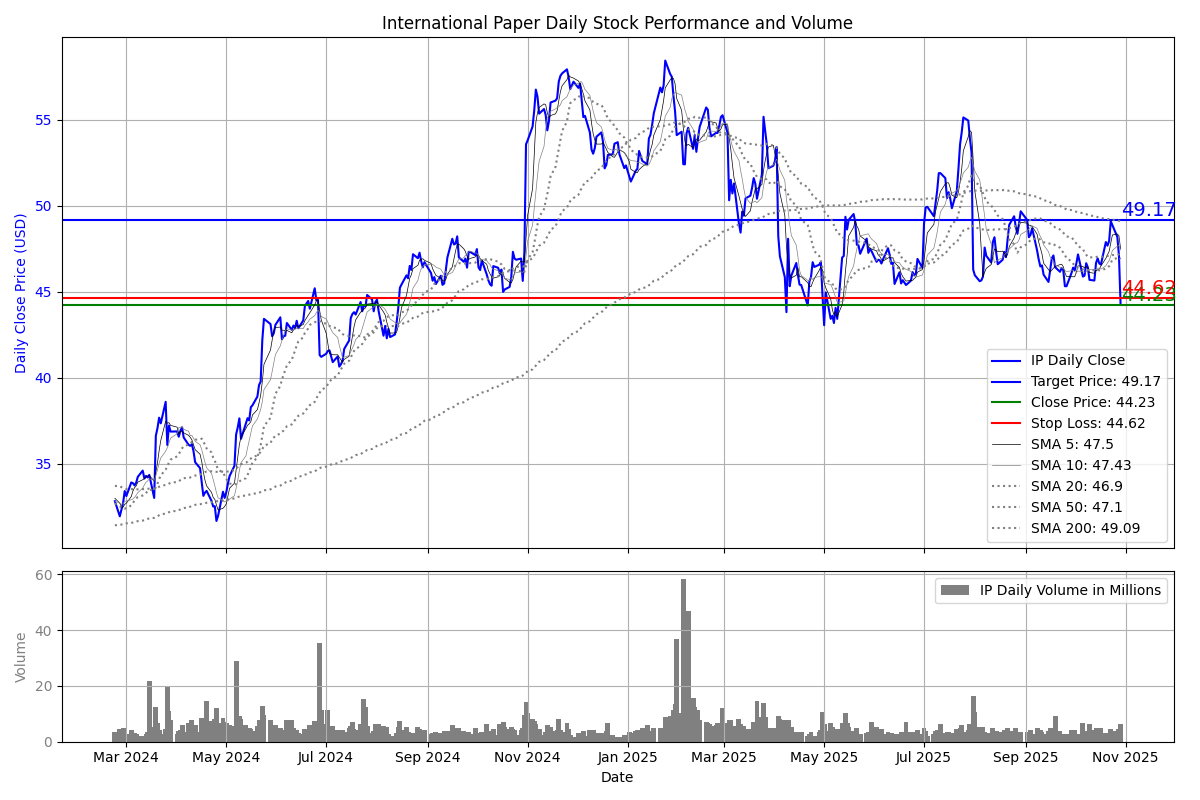 International Paper Daily Stock Performance and Volume
Daily Close Price (USD)
55
50
45
40
35
49.17
44.62
44.23
IP Daily Close
Target Price: 49.17
Close Price: 44.23
Stop Loss: 44.62
SMA 5: 47.5
SMA 10: 47.43
SMA 20: 46.9
SMA 50: 47.1
SMA 200: 49.09
Volume
60
40
20
0
IP Daily Volume in Millions
Mar 2024 May 2024 Jul 2024 Sep 2024 Nov 2024 Jan 2025 Mar 2025 May 2025 Jul 2025 Sep 2025 Nov 2025
Date